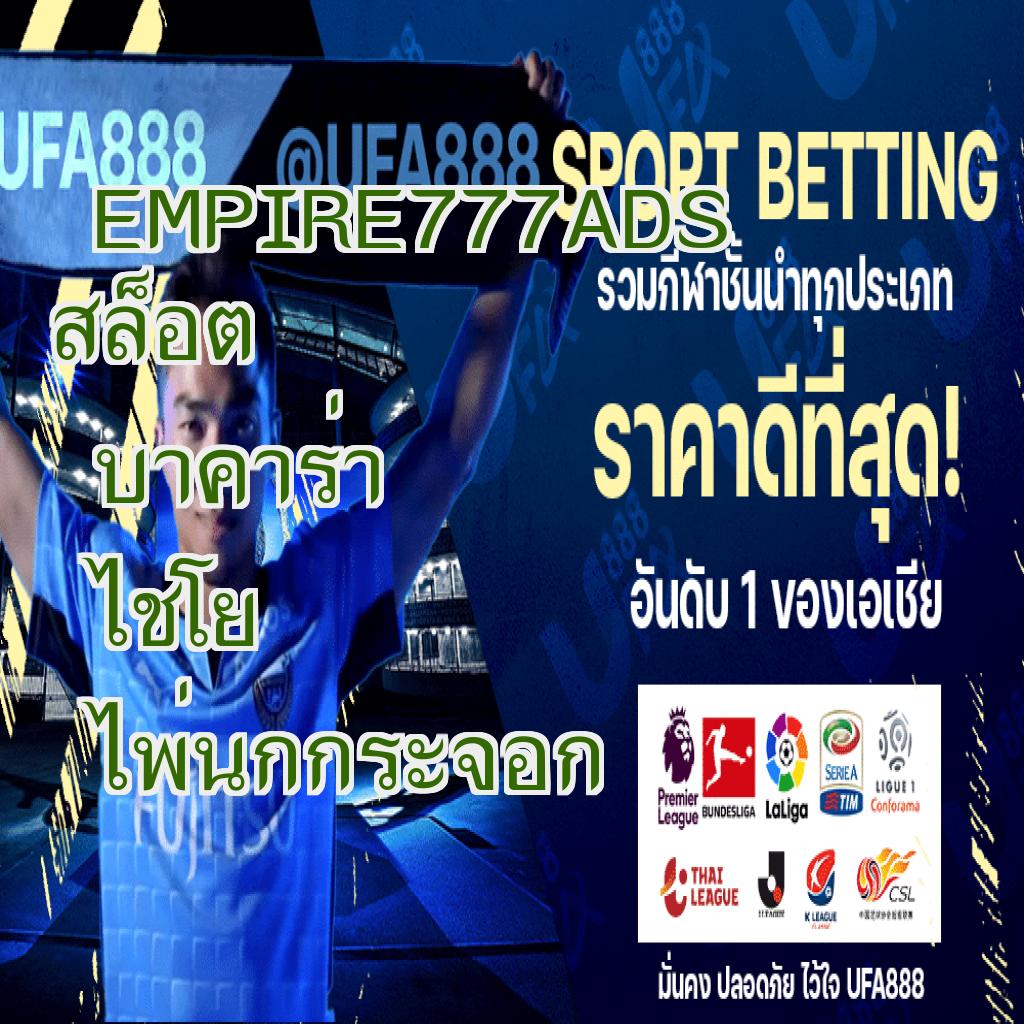 UFA888
@UFA888
SPORT BETTING
EMPIRE777ADS
รวมกีฬาชั้นนำทุกประเภท
สล็อต
ราคาดีที่สุด!
บาคาร่า
ไชโย
อันดับ 1 ของเอเชีย
ไพ่นกกระจอก
FUJITSU
Premier League
BUNDESLIGA
LaLiga
SERIE A
TIM
LIGUE 1
Conforama
THAI LEAGUE
J.LEAGUE
K LEAGUE
CSL
มั่นคง ปลอดภัย ไว้ใจ UFA888